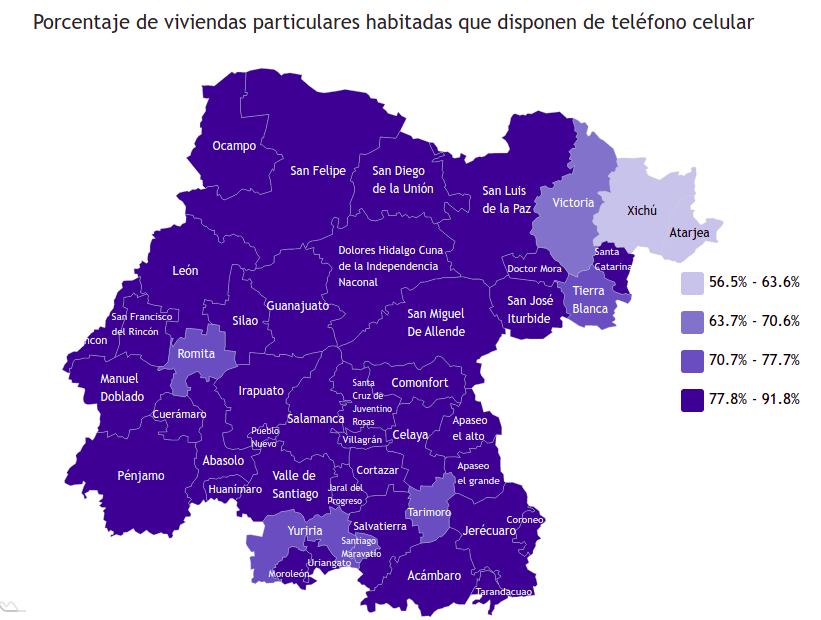 Porcentaje de viviendas particulares habitadas que disponen de teléfono celular
Ocampo
San Felipe
San Diego
de la Unión
San Luis
de la Paz
Victoria
Xichú
Atarjea
Santa
Catarina
Doctor Mora
Tierra
Blanca
León
Dolores Hidalgo Cuna
de la Independencia
Naconal
Guanajuato
San José
Iturbide
San Francisco
del Rincón
Silao
San Miguel
De Allende
ncon
Romita
Manuel
Doblado
Irapuato
Santa
Cruz de
Juventino
Rosas
Comonfort
Cuerámaro
Salamanca
Pueblo
Nuevo
Villagrán
Celaya
Apaseo
el alto
Abasolo
Pénjamo
Huanímaro
Valle de
Santiago
Cortazar
Apaseo
el grande
Jaral del
Progreso
Tarimoro
Yuriria
Salvatierra
Jerécuaro
Coroneo
Santiago
Maravatío
Uriangato
Moroleón
Acámbaro
Tarandacuao
56.5% - 63.6%
63.7% - 70.6%
70.7% - 77.7%
77.8% - 91.8%